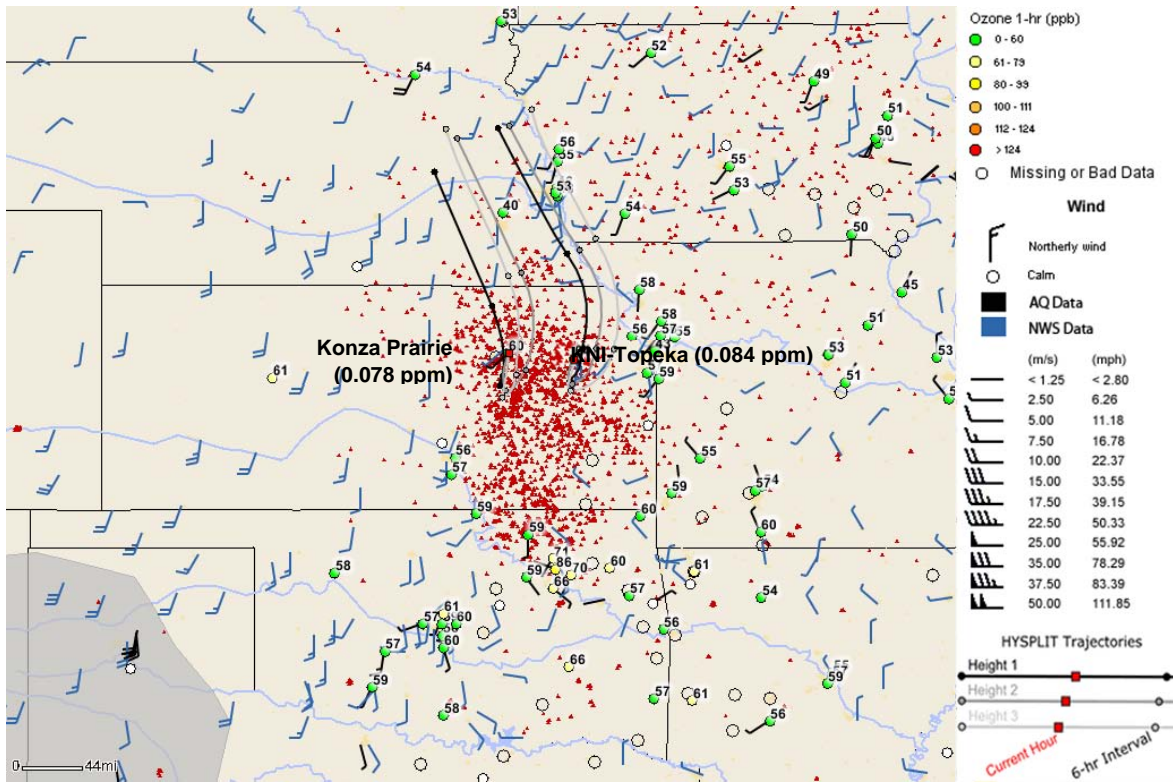 53
54
52
49
51
50
56
55
55
53
53
40
54
50
45
58
58
51
56
57
55
60
Konza Prairie
(0.078 ppm)
KNI-Topeka (0.084 ppm)
53
53
61
59
51
56
57
55
59
57
59
60
60
59
71
86
70
60
58
59
66
61
57
54
61
57
60
56
60
57
66
59
59
57
61
58
56
0 44mi
Ozone 1-hr (ppb)
0 - 60
61 - 79
80 - 99
100 - 111
112 - 124
> 124
Missing or Bad Data
Wind
Northerly wind
Calm
AQ Data
NWS Data
(m/s) (mph)
< 1.25 < 2.80
2.50 6.26
5.00 11.18
7.50 16.78
10.00 22.37
15.00 33.55
17.50 39.15
22.50 50.33
25.00 55.92
35.00 78.29
37.50 83.39
50.00 111.85
HYSPLIT Trajectories
Height 1
Height 2
Height 3
Current Hour
6-hr Interval